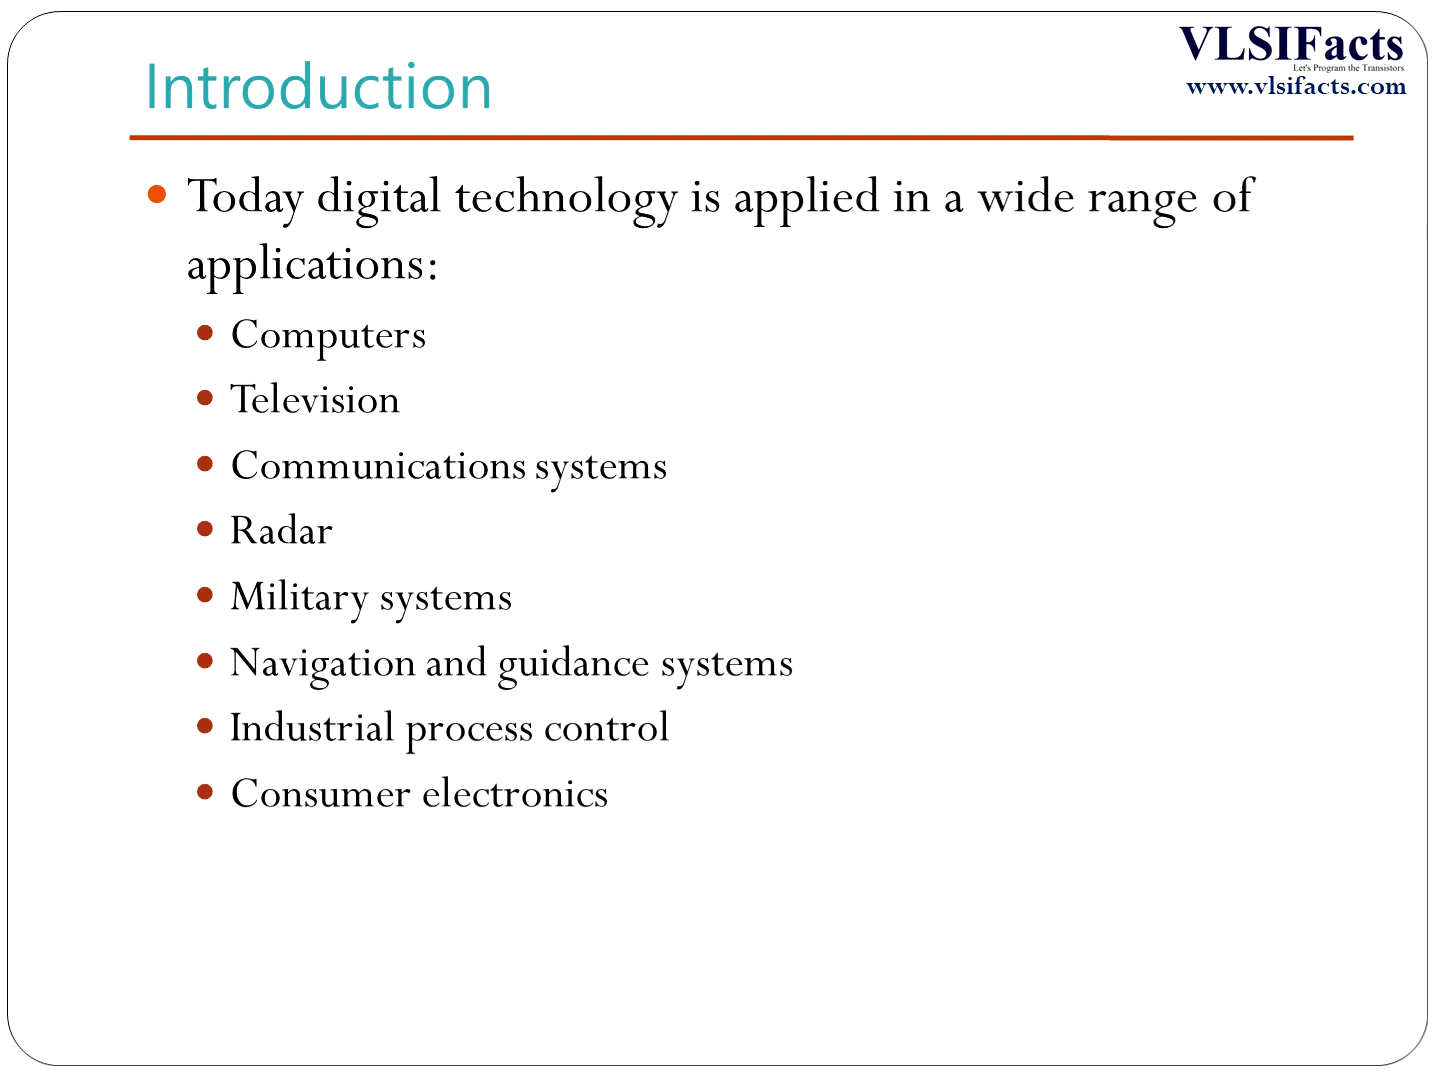 VLSIFacts
Let's Program the Transistors
www.vlsifacts.com
Introduction
• Today digital technology is applied in a wide range of
applications:
• Computers
• Television
• Communications systems
• Radar
• Military systems
• Navigation and guidance systems
• Industrial process control
• Consumer electronics